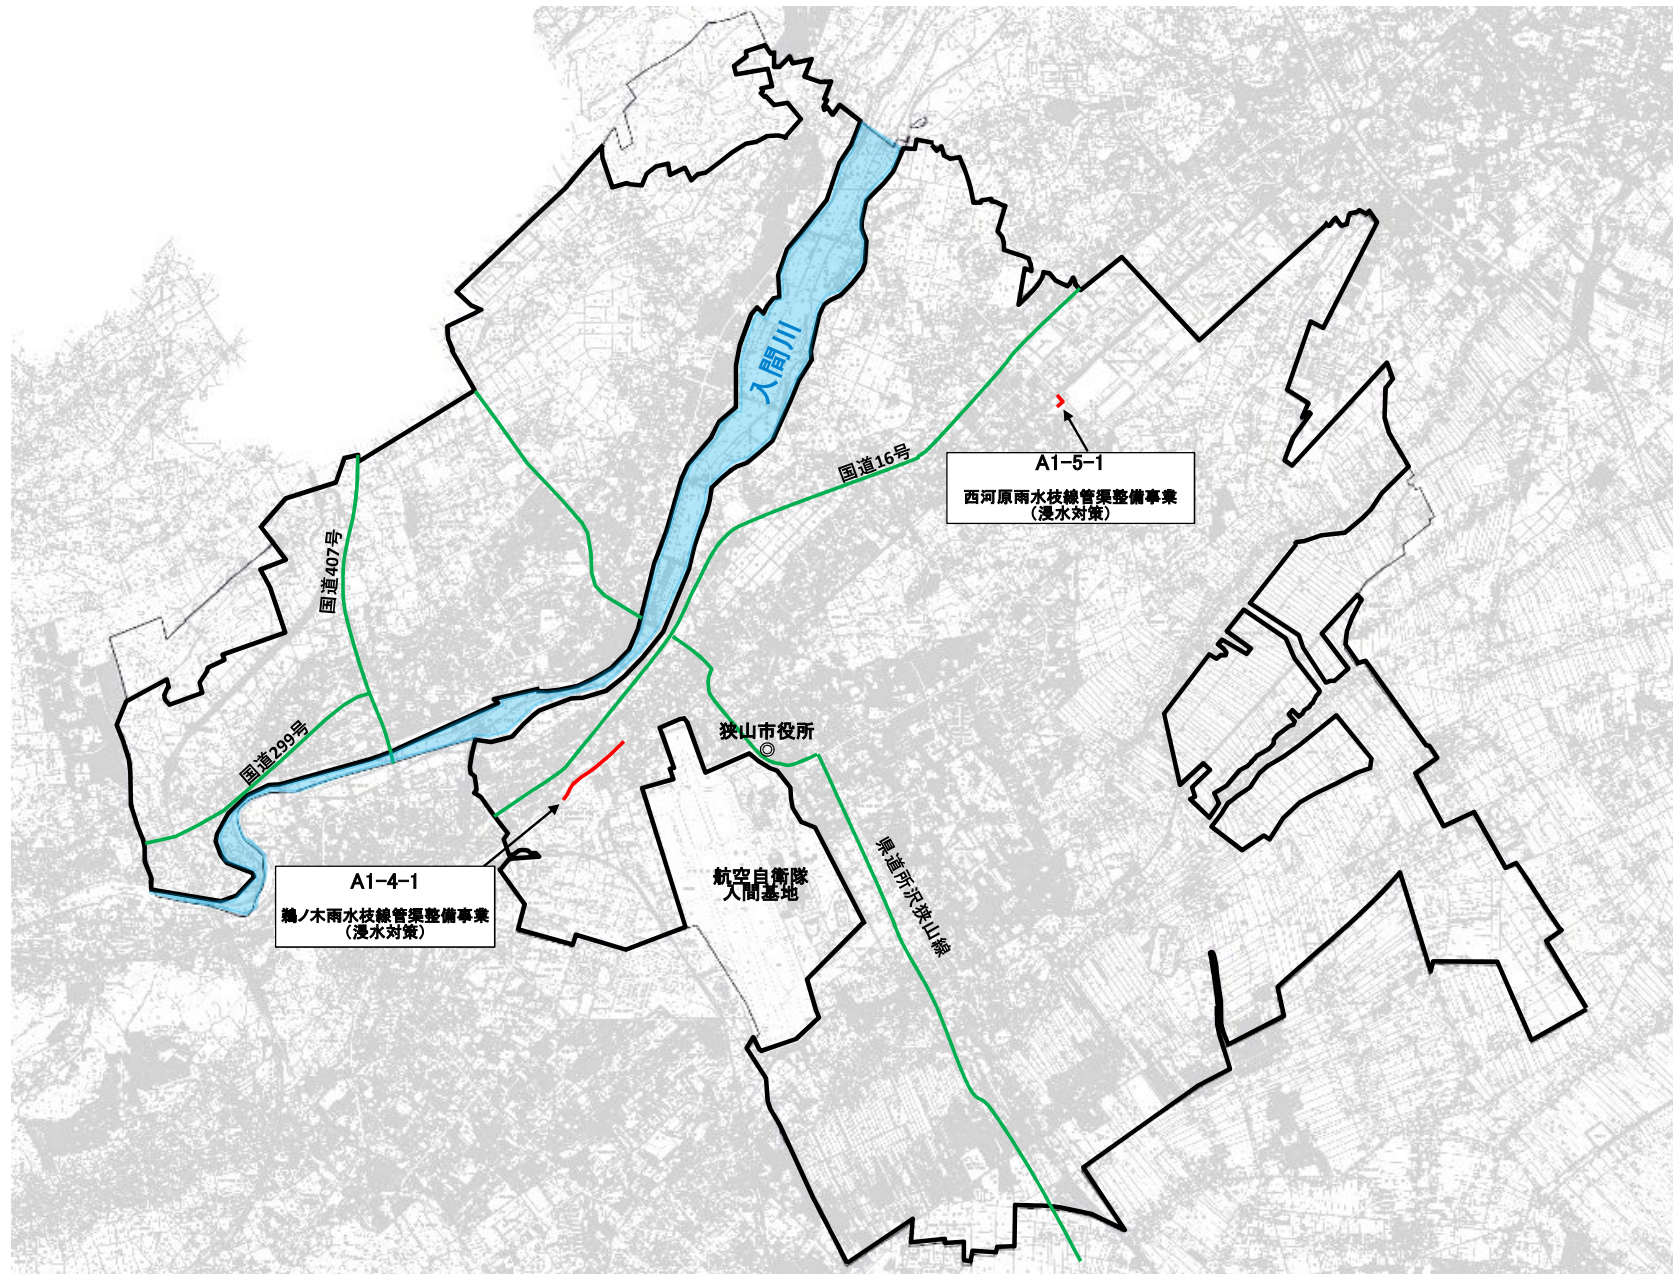 入間川
国道16号
A1-5-1
西河原雨水枝線管渠整備事業
（浸水対策）
国道407号
狭山市役所
国道299号
県道所沢狭山線
航空自衛隊
入間基地
A1-4-1
鵜ノ木雨水枝線管渠整備事業
（浸水対策）